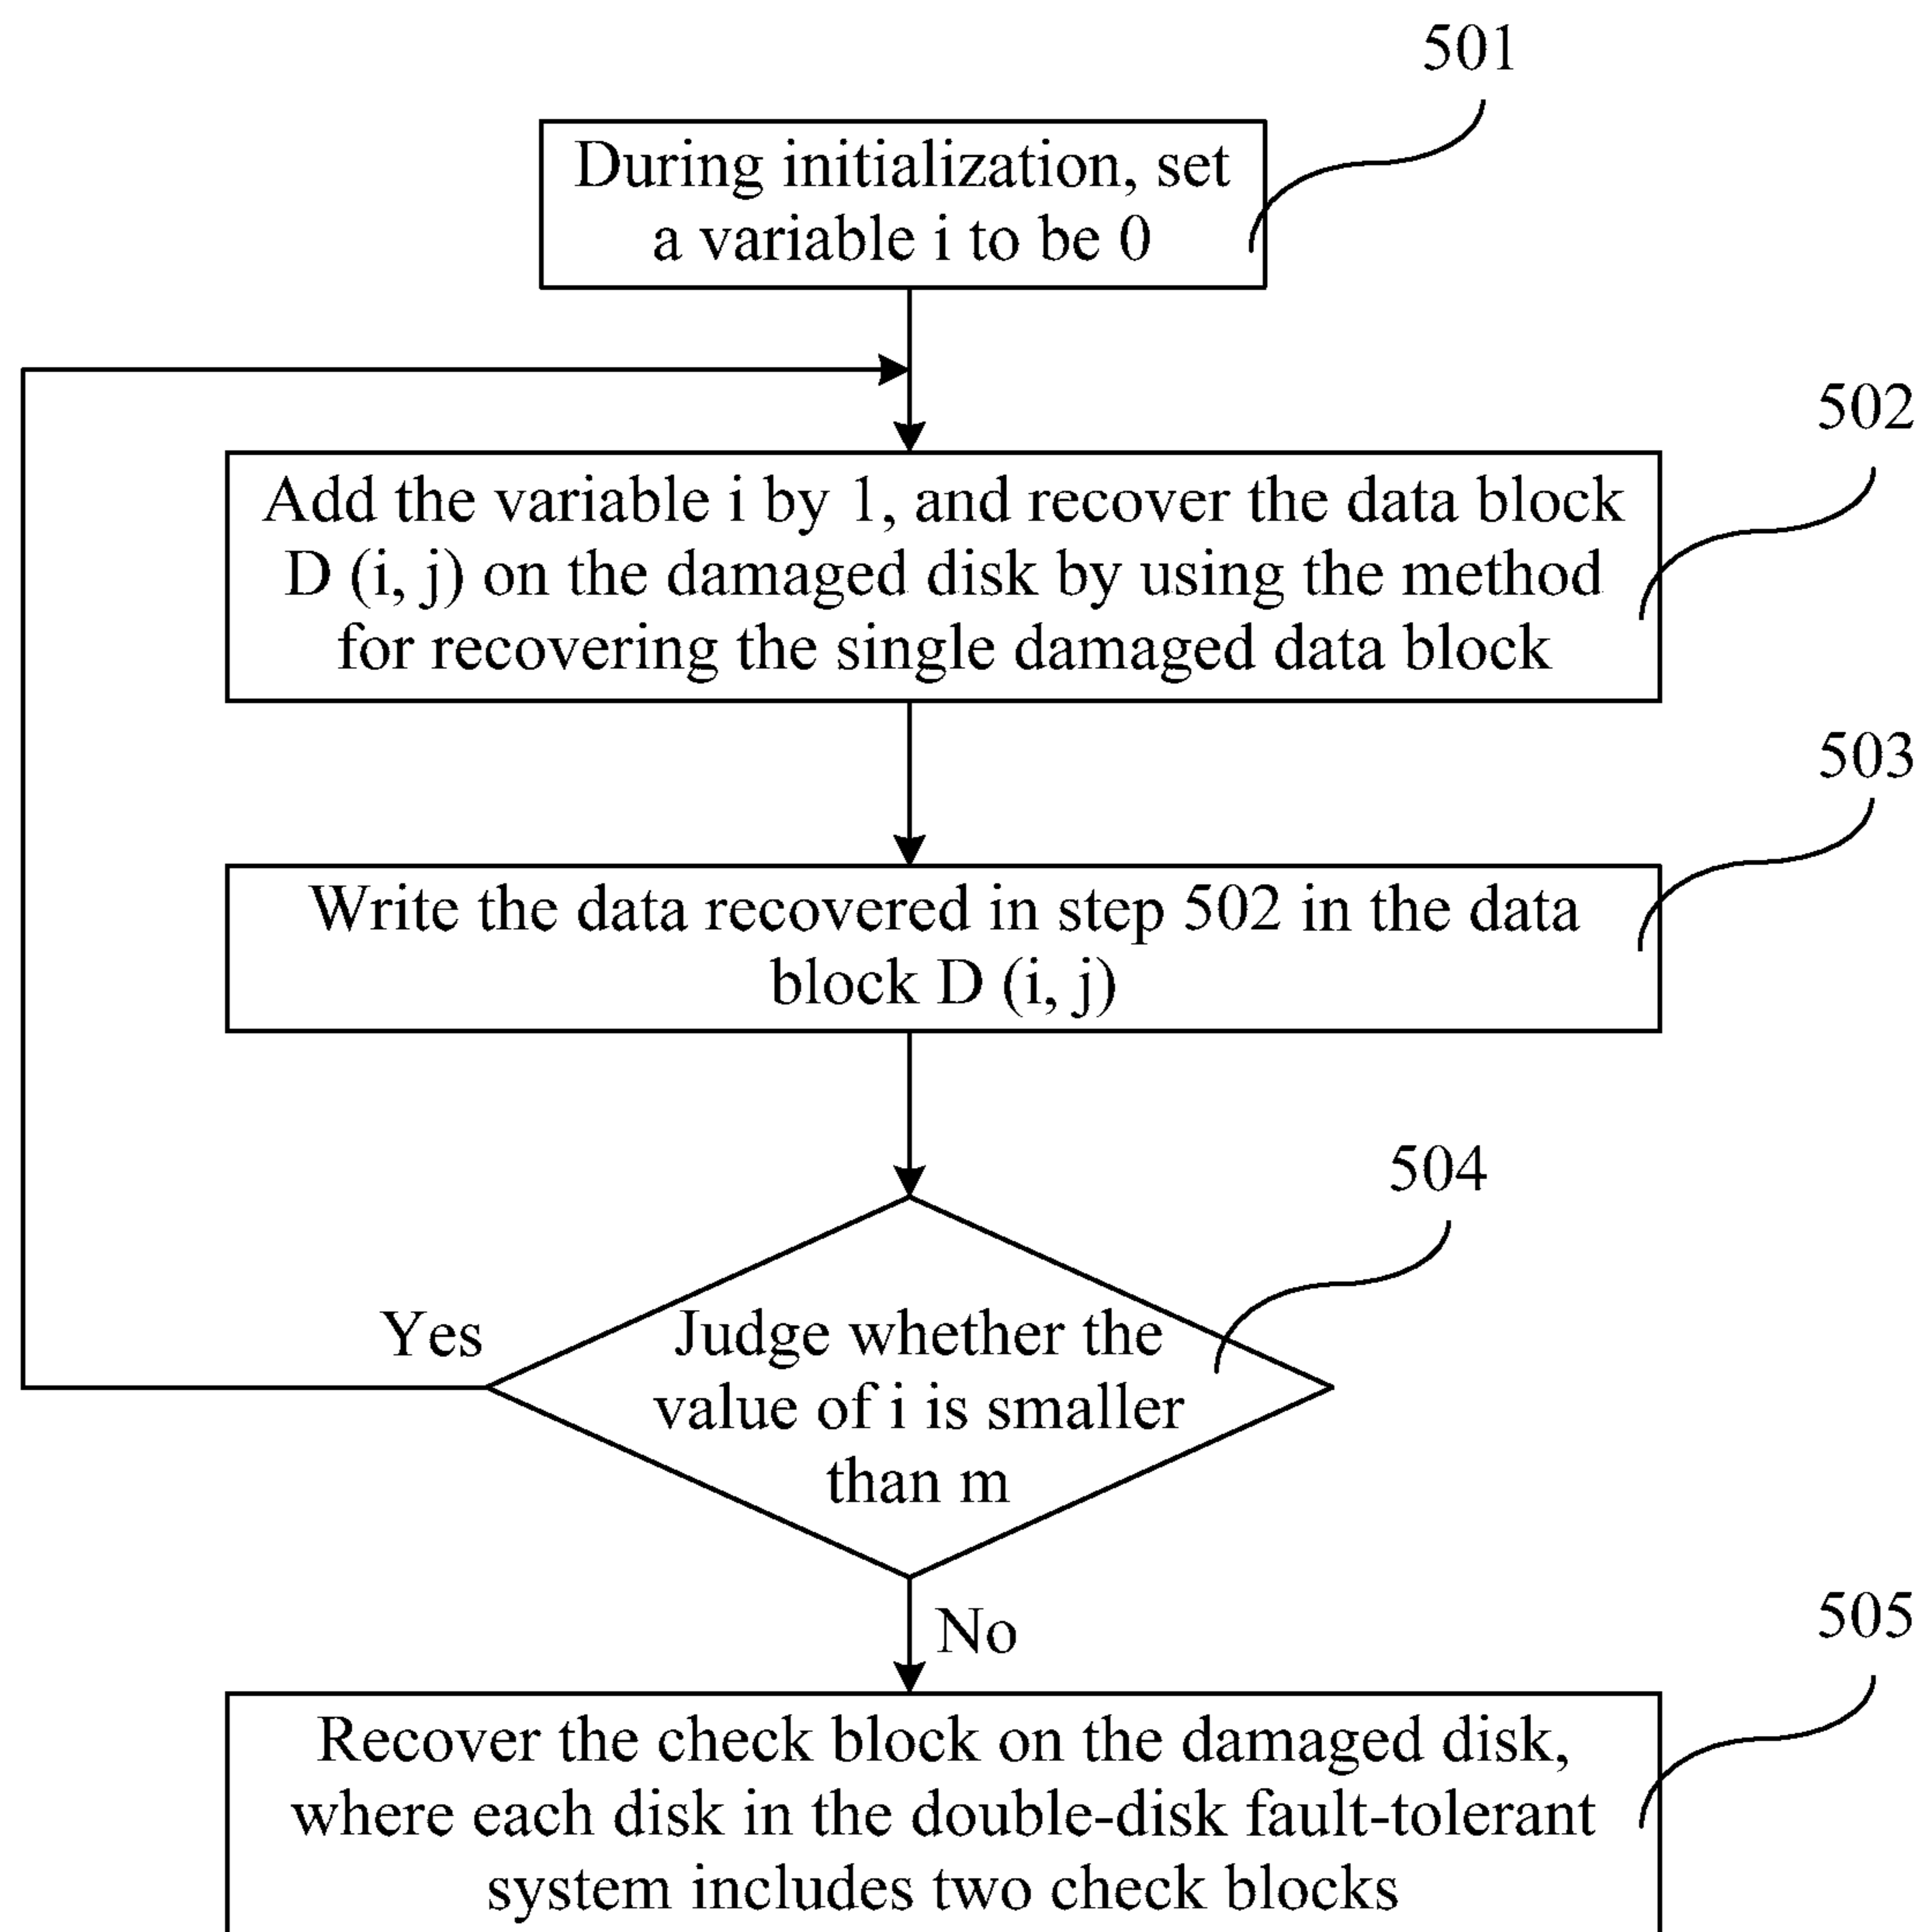 501
During initialization, set
a variable i to be 0
502
Add the variable i by 1, and recover the data block
D (i, j) on the damaged disk by using the method
for recovering the single damaged data block
503
Write the data recovered in step 502 in the data
block D (i, j)
504
Yes
Judge whether the
value of i is smaller
than m
No
505
Recover the check block on the damaged disk,
where each disk in the double-disk fault-tolerant
system includes two check blocks